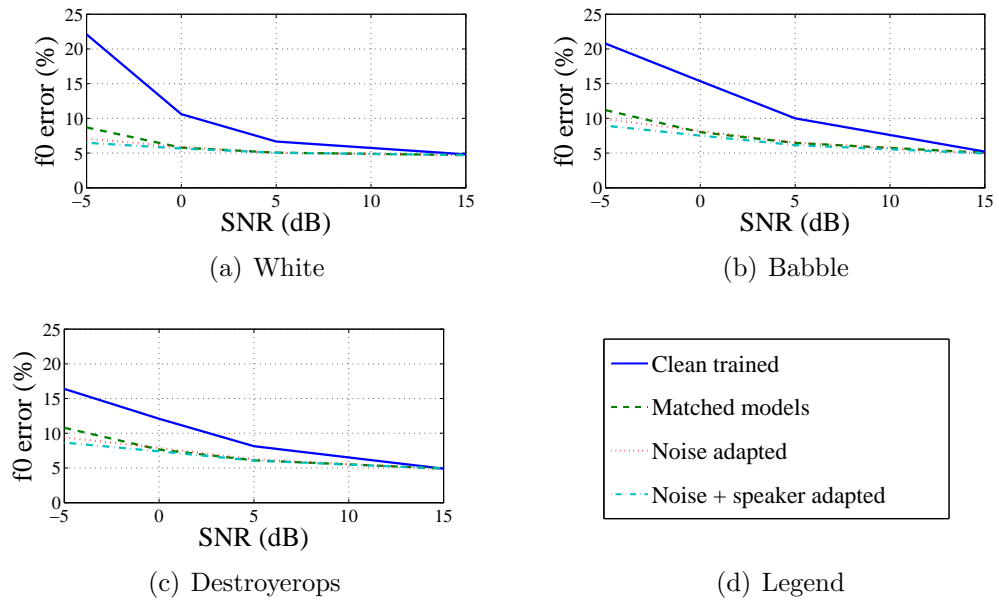 25
20
15
10
5
0
−5 0 5 10 15
f0 error (%)
SNR (dB)
(a) White
25
20
15
10
5
0
−5 0 5 10 15
f0 error (%)
SNR (dB)
(b) Babble
25
20
15
10
5
0
−5 0 5 10 15
f0 error (%)
SNR (dB)
(c) Destroyerops
Clean trained
Matched models
Noise adapted
Noise + speaker adapted
(d) Legend